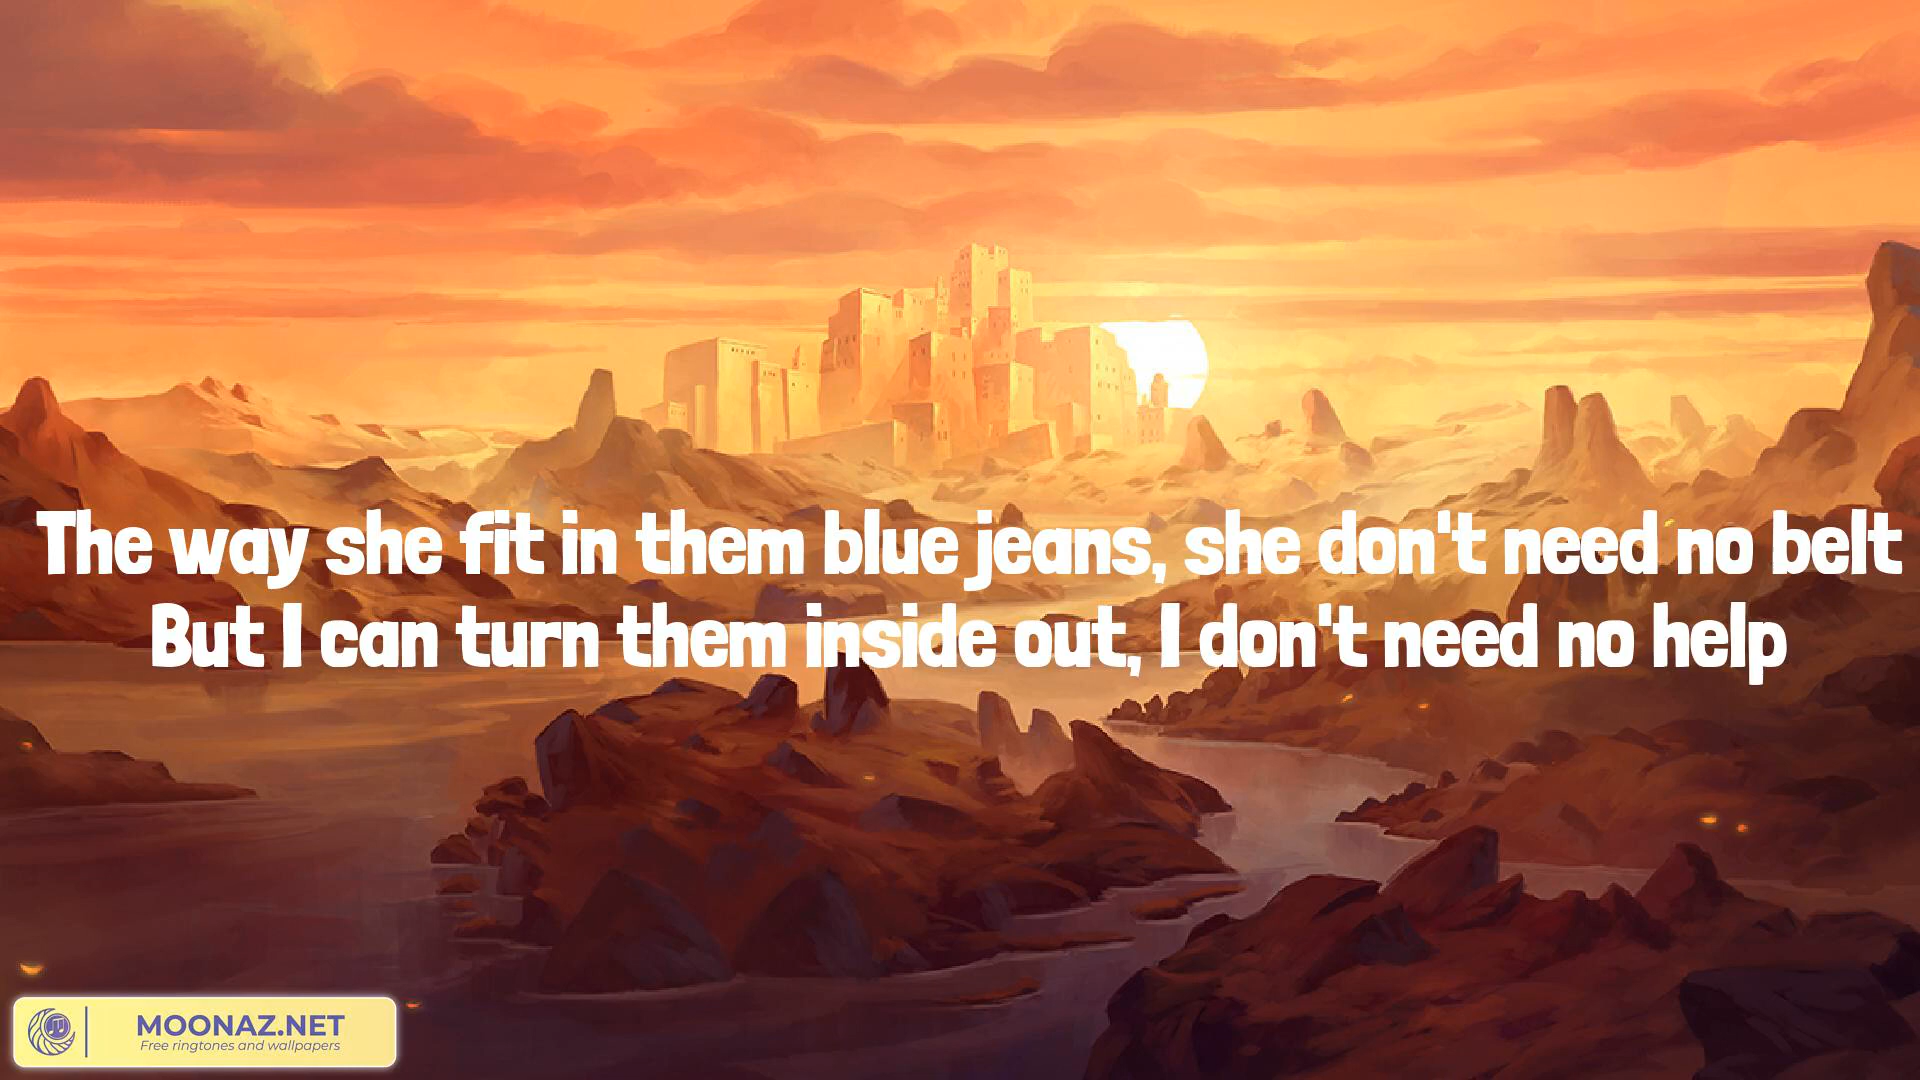 The way she fit in them blue jeans, she don't need no belt
But I can turn them inside out, I don't need no help
MOONAZ.NET
Free ringtones and wallpapers